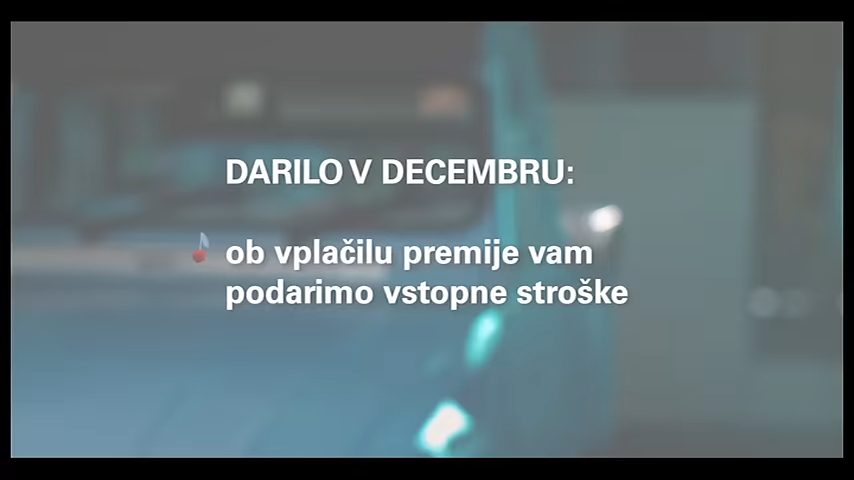 DARILO V DECEMBRU:
ob vplačilu premije vam
podarimo vstopne stroške